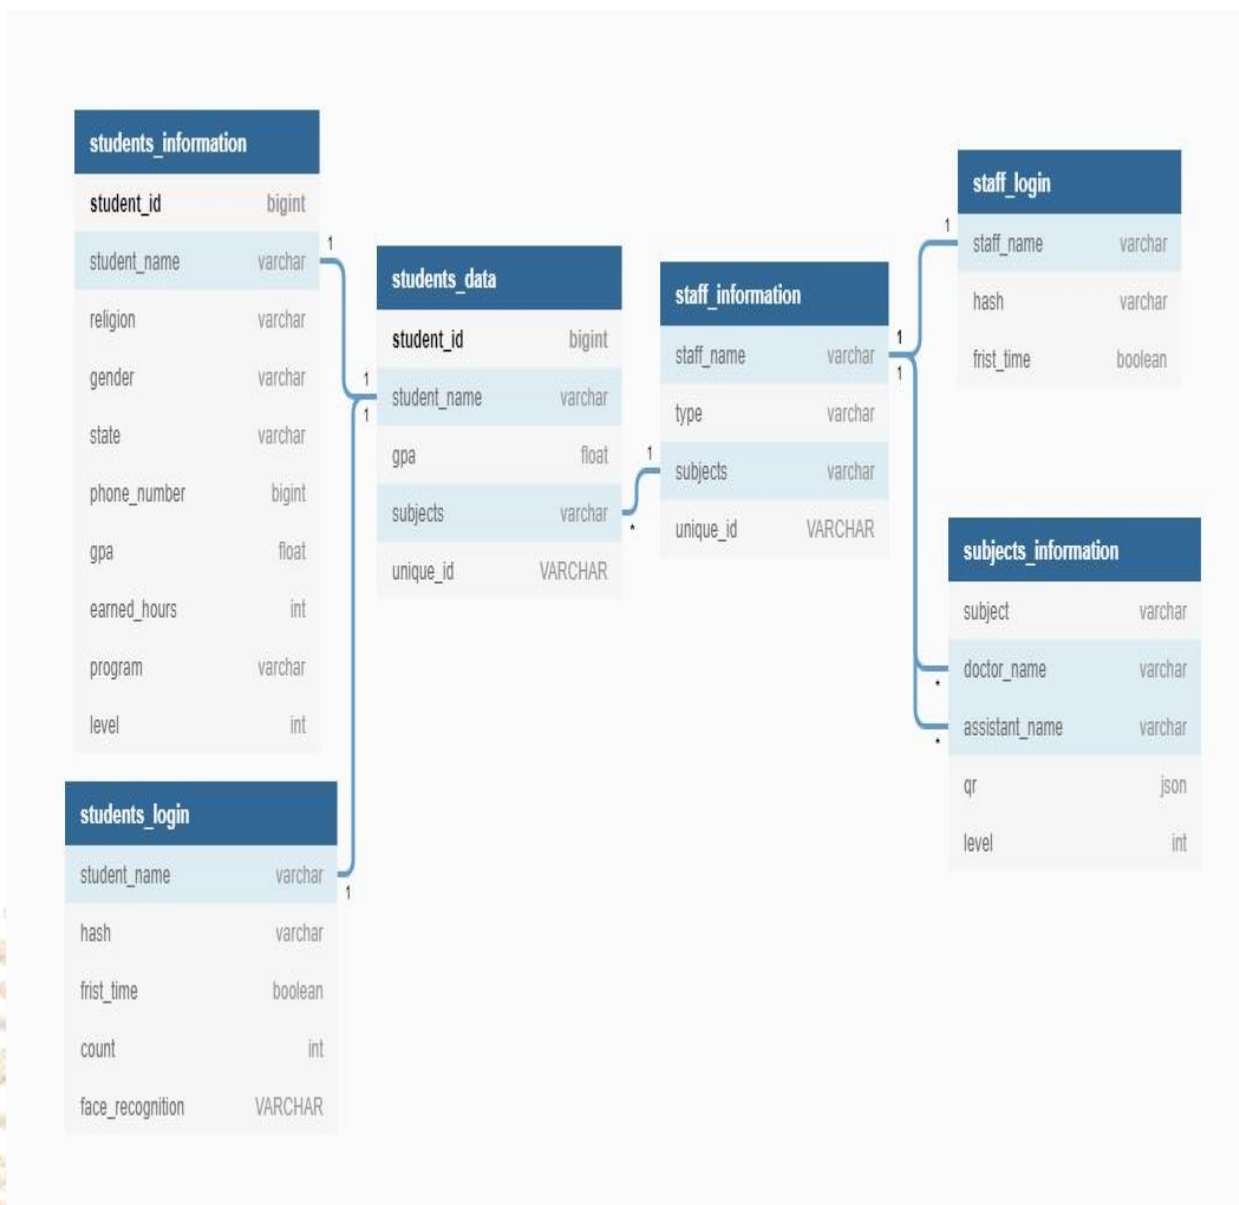 students_information
student_id bigint
student_name varchar
religion varchar
gender varchar
state varchar
phone_number bigint
gpa float
earned_hours int
program varchar
level int
1
students_login
student_name varchar
hash varchar
frist_time boolean
count int
face_recognition VARCHAR
1
students_data
student_id bigint
student_name varchar
gpa float
subjects varchar
unique_id VARCHAR
1
1
*
staff_information
staff_name varchar
type varchar
subjects varchar
unique_id VARCHAR
1
1
1
staff_login
staff_name varchar
hash varchar
frist_time boolean
1
subjects_information
subject varchar
doctor_name varchar
assistant_name varchar
qr json
level int
*
*